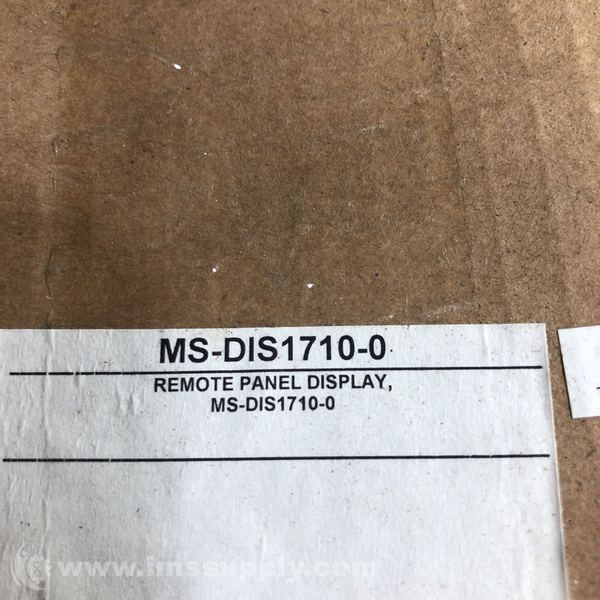 MS-DIS1710-0
REMOTE PANEL DISPLAY,
MS-DIS1710-0
www.imssupply.com